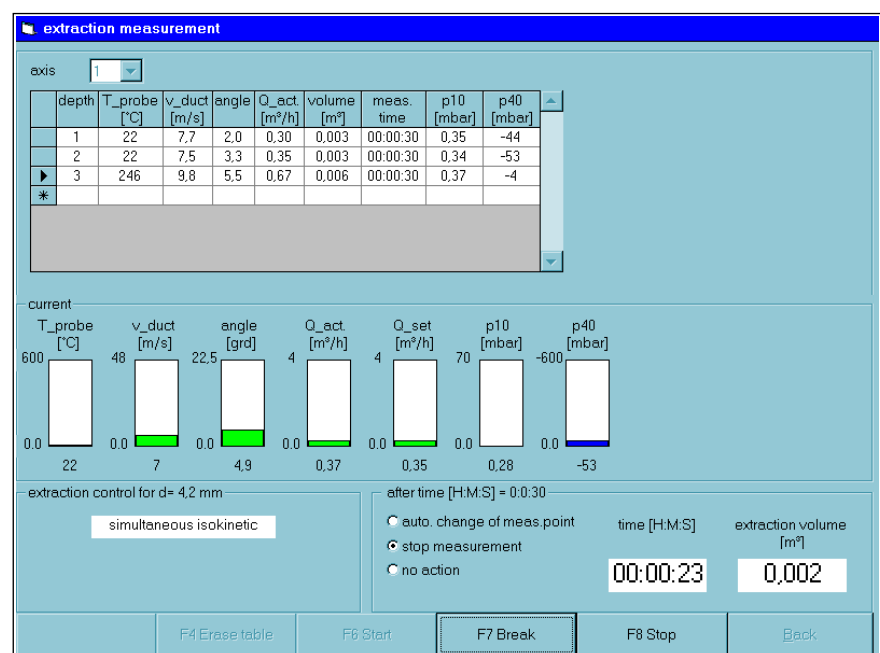 extraction measurement
axis 1
depth T_probe [°C] v_duct [m/s] angle Q_act. [m³/h] volume [m³] meas. time p10 [mbar] p40 [mbar]
1 22 7,7 2,0 0,30 0,003 00:00:30 0,35 -44
2 22 7,5 3,3 0,35 0,003 00:00:30 0,34 -53
3 246 9,8 5,5 0,67 0,006 00:00:30 0,37 -4
current
T_probe v_duct angle Q_act. Q_set p10 p40
[°C] [m/s] [grd] [m³/h] [m³/h] [mbar] [mbar]
600 48 22,5 4 4 70 -600
0.0 0.0 0.0 0.0 0.0 0.0 0.0
22 7 4,9 0,37 0,35 0,28 -53
extraction control for d= 4,2 mm
simultaneous isokinetic
after time [H:M:S] = 0:0:30
auto. change of meas.point
stop measurement
no action
time [H:M:S]
00:00:23
extraction volume
[m³]
0,002
F4 Erase table F6 Start F7 Break F8 Stop Back